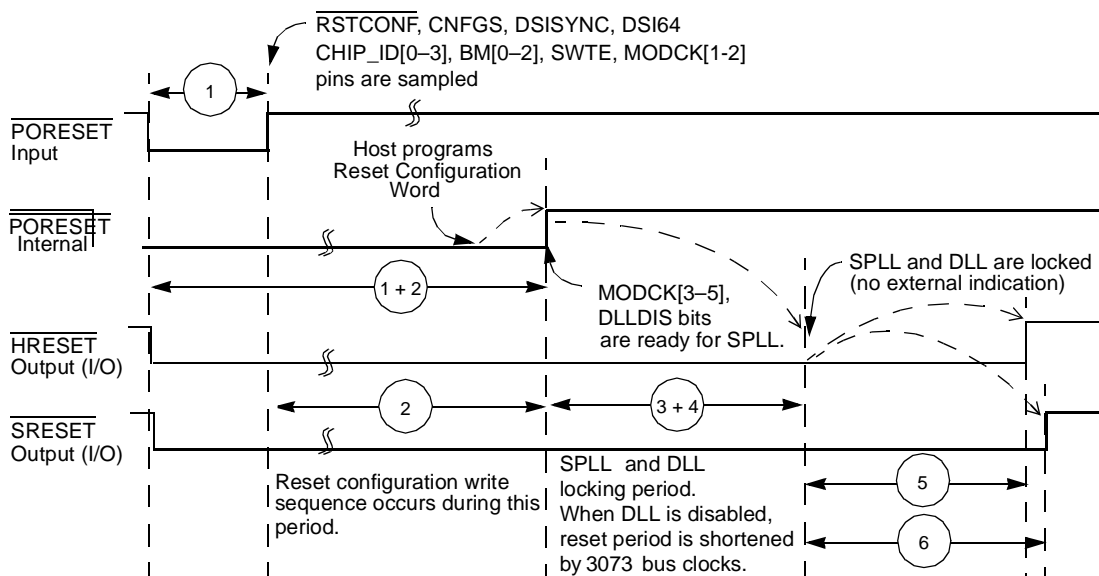 RSTCONF, CNFGS, DSISYNC, DSI64
CHIP_ID[0–3], BM[0–2], SWTE, MODCK[1-2]
pins are sampled
1
PORESET
Input
Host programs
Reset Configuration
Word
PORESET
Internal
SPLL and DLL are locked
(no external indication)
1 + 2
MODCK[3–5],
DLLDIS bits
are ready for SPLL.
HRESET
Output (I/O)
2
3 + 4
SRESET
Output (I/O)
Reset configuration write
sequence occurs during this
period.
SPLL and DLL
locking period.
When DLL is disabled,
reset period is shortened
by 3073 bus clocks.
5
6